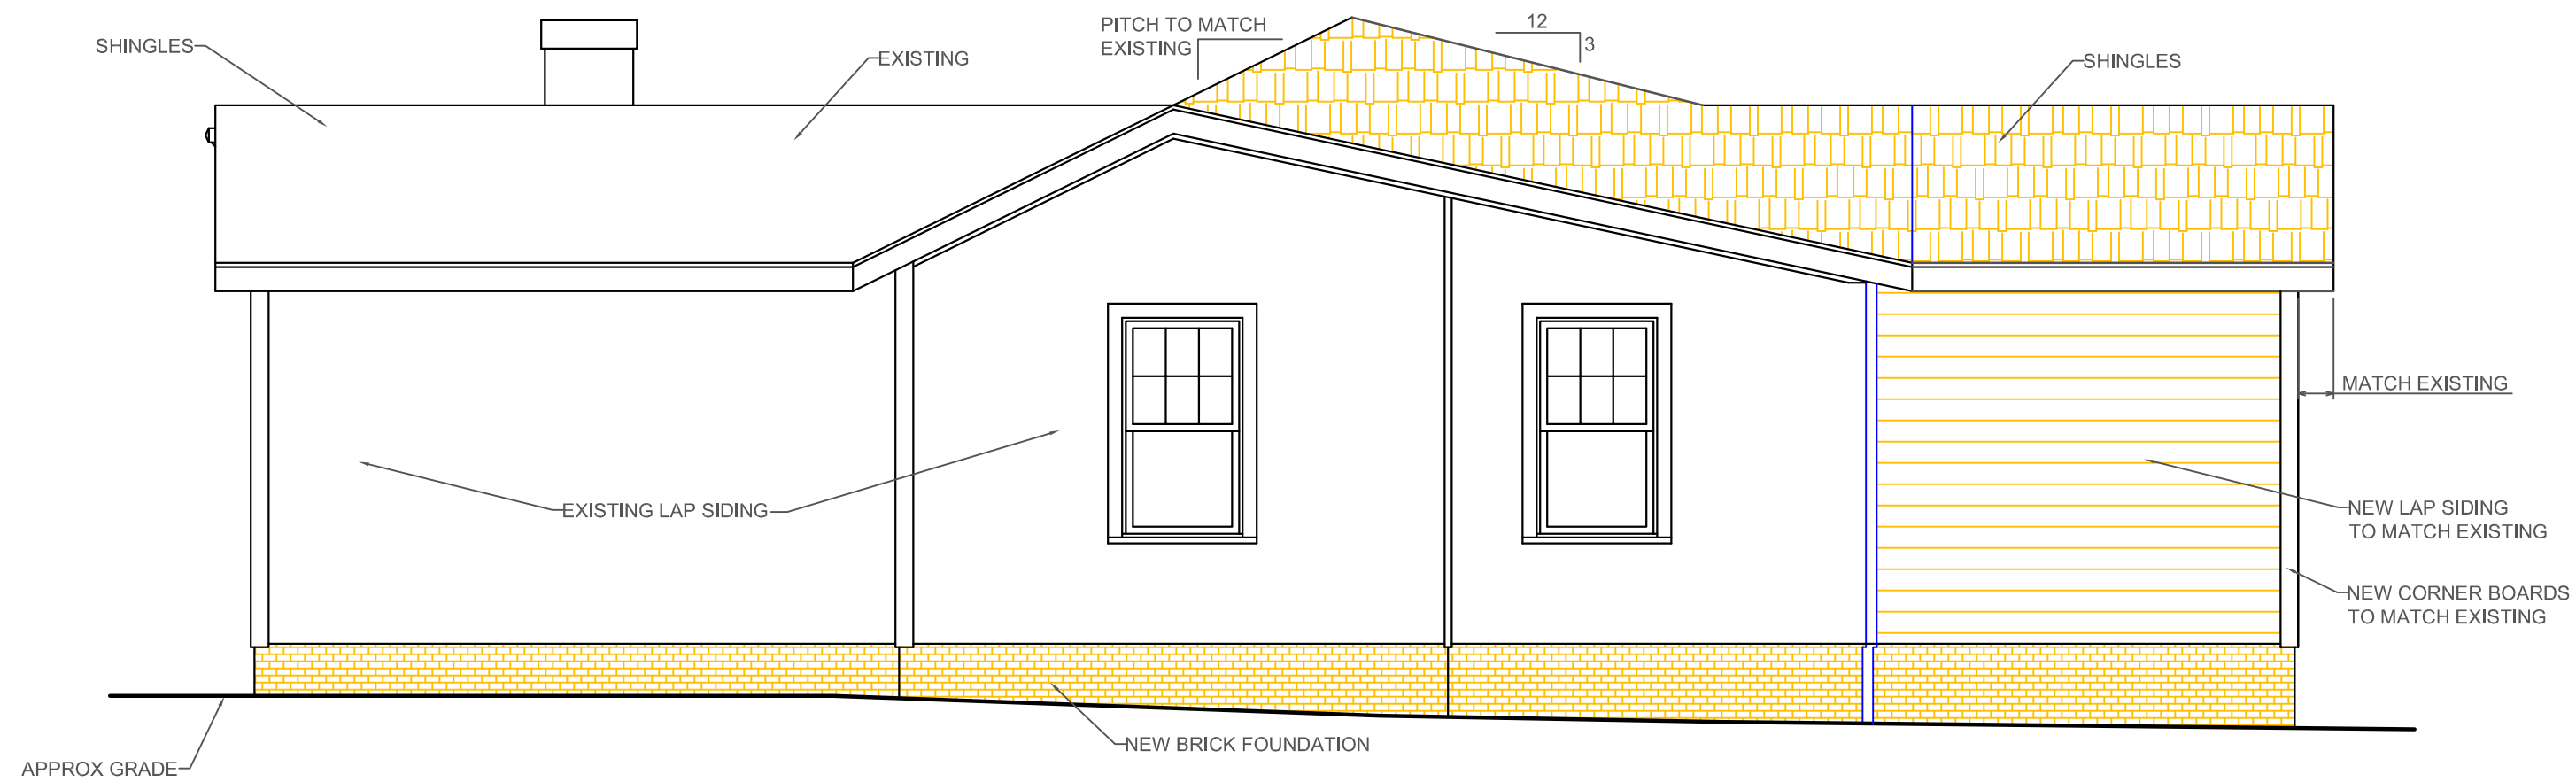 SHINGLES
EXISTING
PITCH TO MATCH
EXISTING
12
3
SHINGLES
MATCH EXISTING
EXISTING LAP SIDING
NEW LAP SIDING
TO MATCH EXISTING
NEW CORNER BOARDS
TO MATCH EXISTING
NEW BRICK FOUNDATION
APPROX GRADE